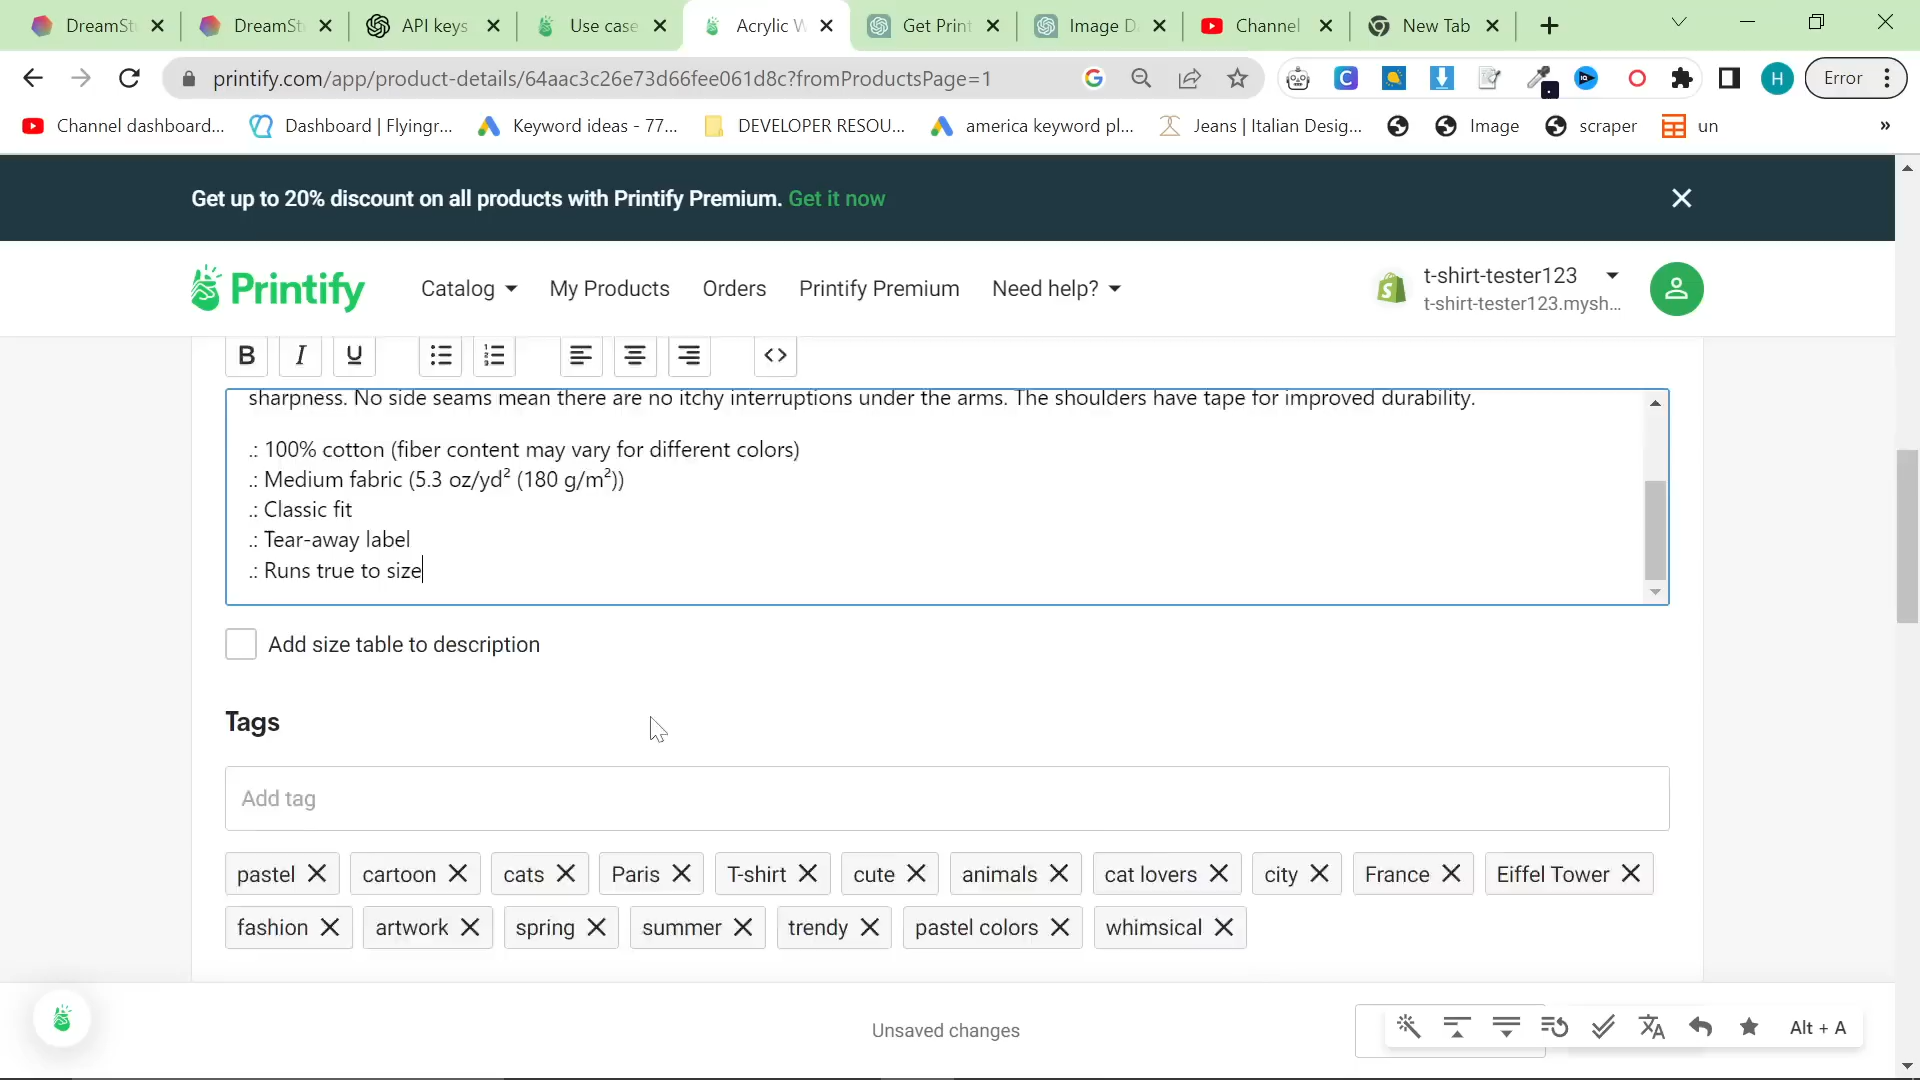 DreamSt
DreamSt
API keys
Use case
Acrylic W
Get Print
Image D
Channel
New Tab
printify.com/app/product-details/64aac3c26e73d66fee061d8c?fromProductsPage=1
H
Error
Channel dashboard...
Dashboard | Flyingr...
Keyword ideas - 77...
DEVELOPER RESOU...
america keyword pl...
Jeans | Italian Desig...
Image
scraper
un
»
Get up to 20% discount on all products with Printify Premium. Get it now
Printify
Catalog
My Products
Orders
Printify Premium
Need help?
t-shirt-tester123
t-shirt-tester123.mysh...
B I U
sharpness. No side seams mean there are no itchy interruptions under the arms. The shoulders have tape for improved durability.
.: 100% cotton (fiber content may vary for different colors)
.: Medium fabric (5.3 oz/yd² (180 g/m²))
.: Classic fit
.: Tear-away label
.: Runs true to size
Add size table to description
Tags
Add tag
pastel cartoon cats Paris T-shirt cute animals cat lovers city France Eiffel Tower
fashion artwork spring summer trendy pastel colors whimsical
Unsaved changes
Alt + A